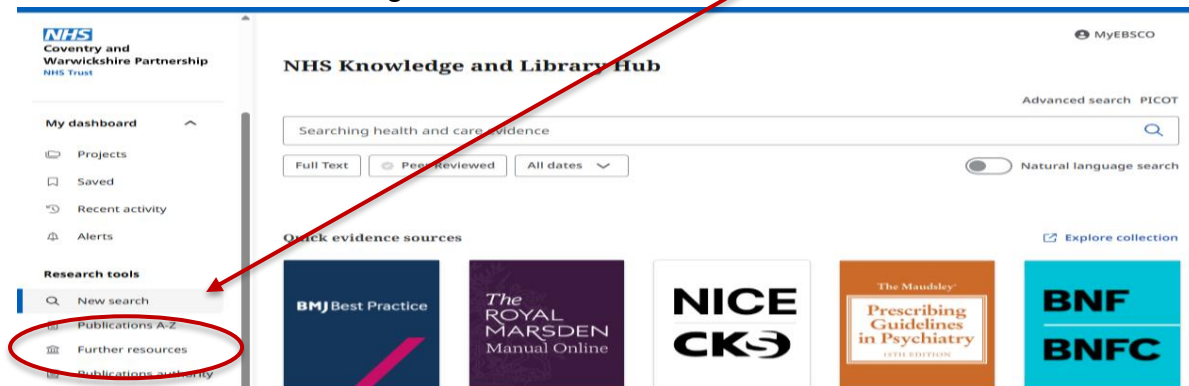 NHS
Coventry and
Warwickshire Partnership
NHS Trust
My dashboard
Projects
Saved
Recent activity
Alerts
Research tools
New search
Publications A-Z
Further resources
Publications authority
MyEBSCO
NHS Knowledge and Library Hub
Advanced search PICOT
Searching health and care evidence
Full Text
Peer Reviewed
All dates
Natural language search
Quick evidence sources
Explore collection
BMJ Best Practice
The
ROYAL
MARSDEN
Manual Online
NICE
CKS
The Maudsley
Prescribing
Guidelines
in Psychiatry
BNF
BNFC